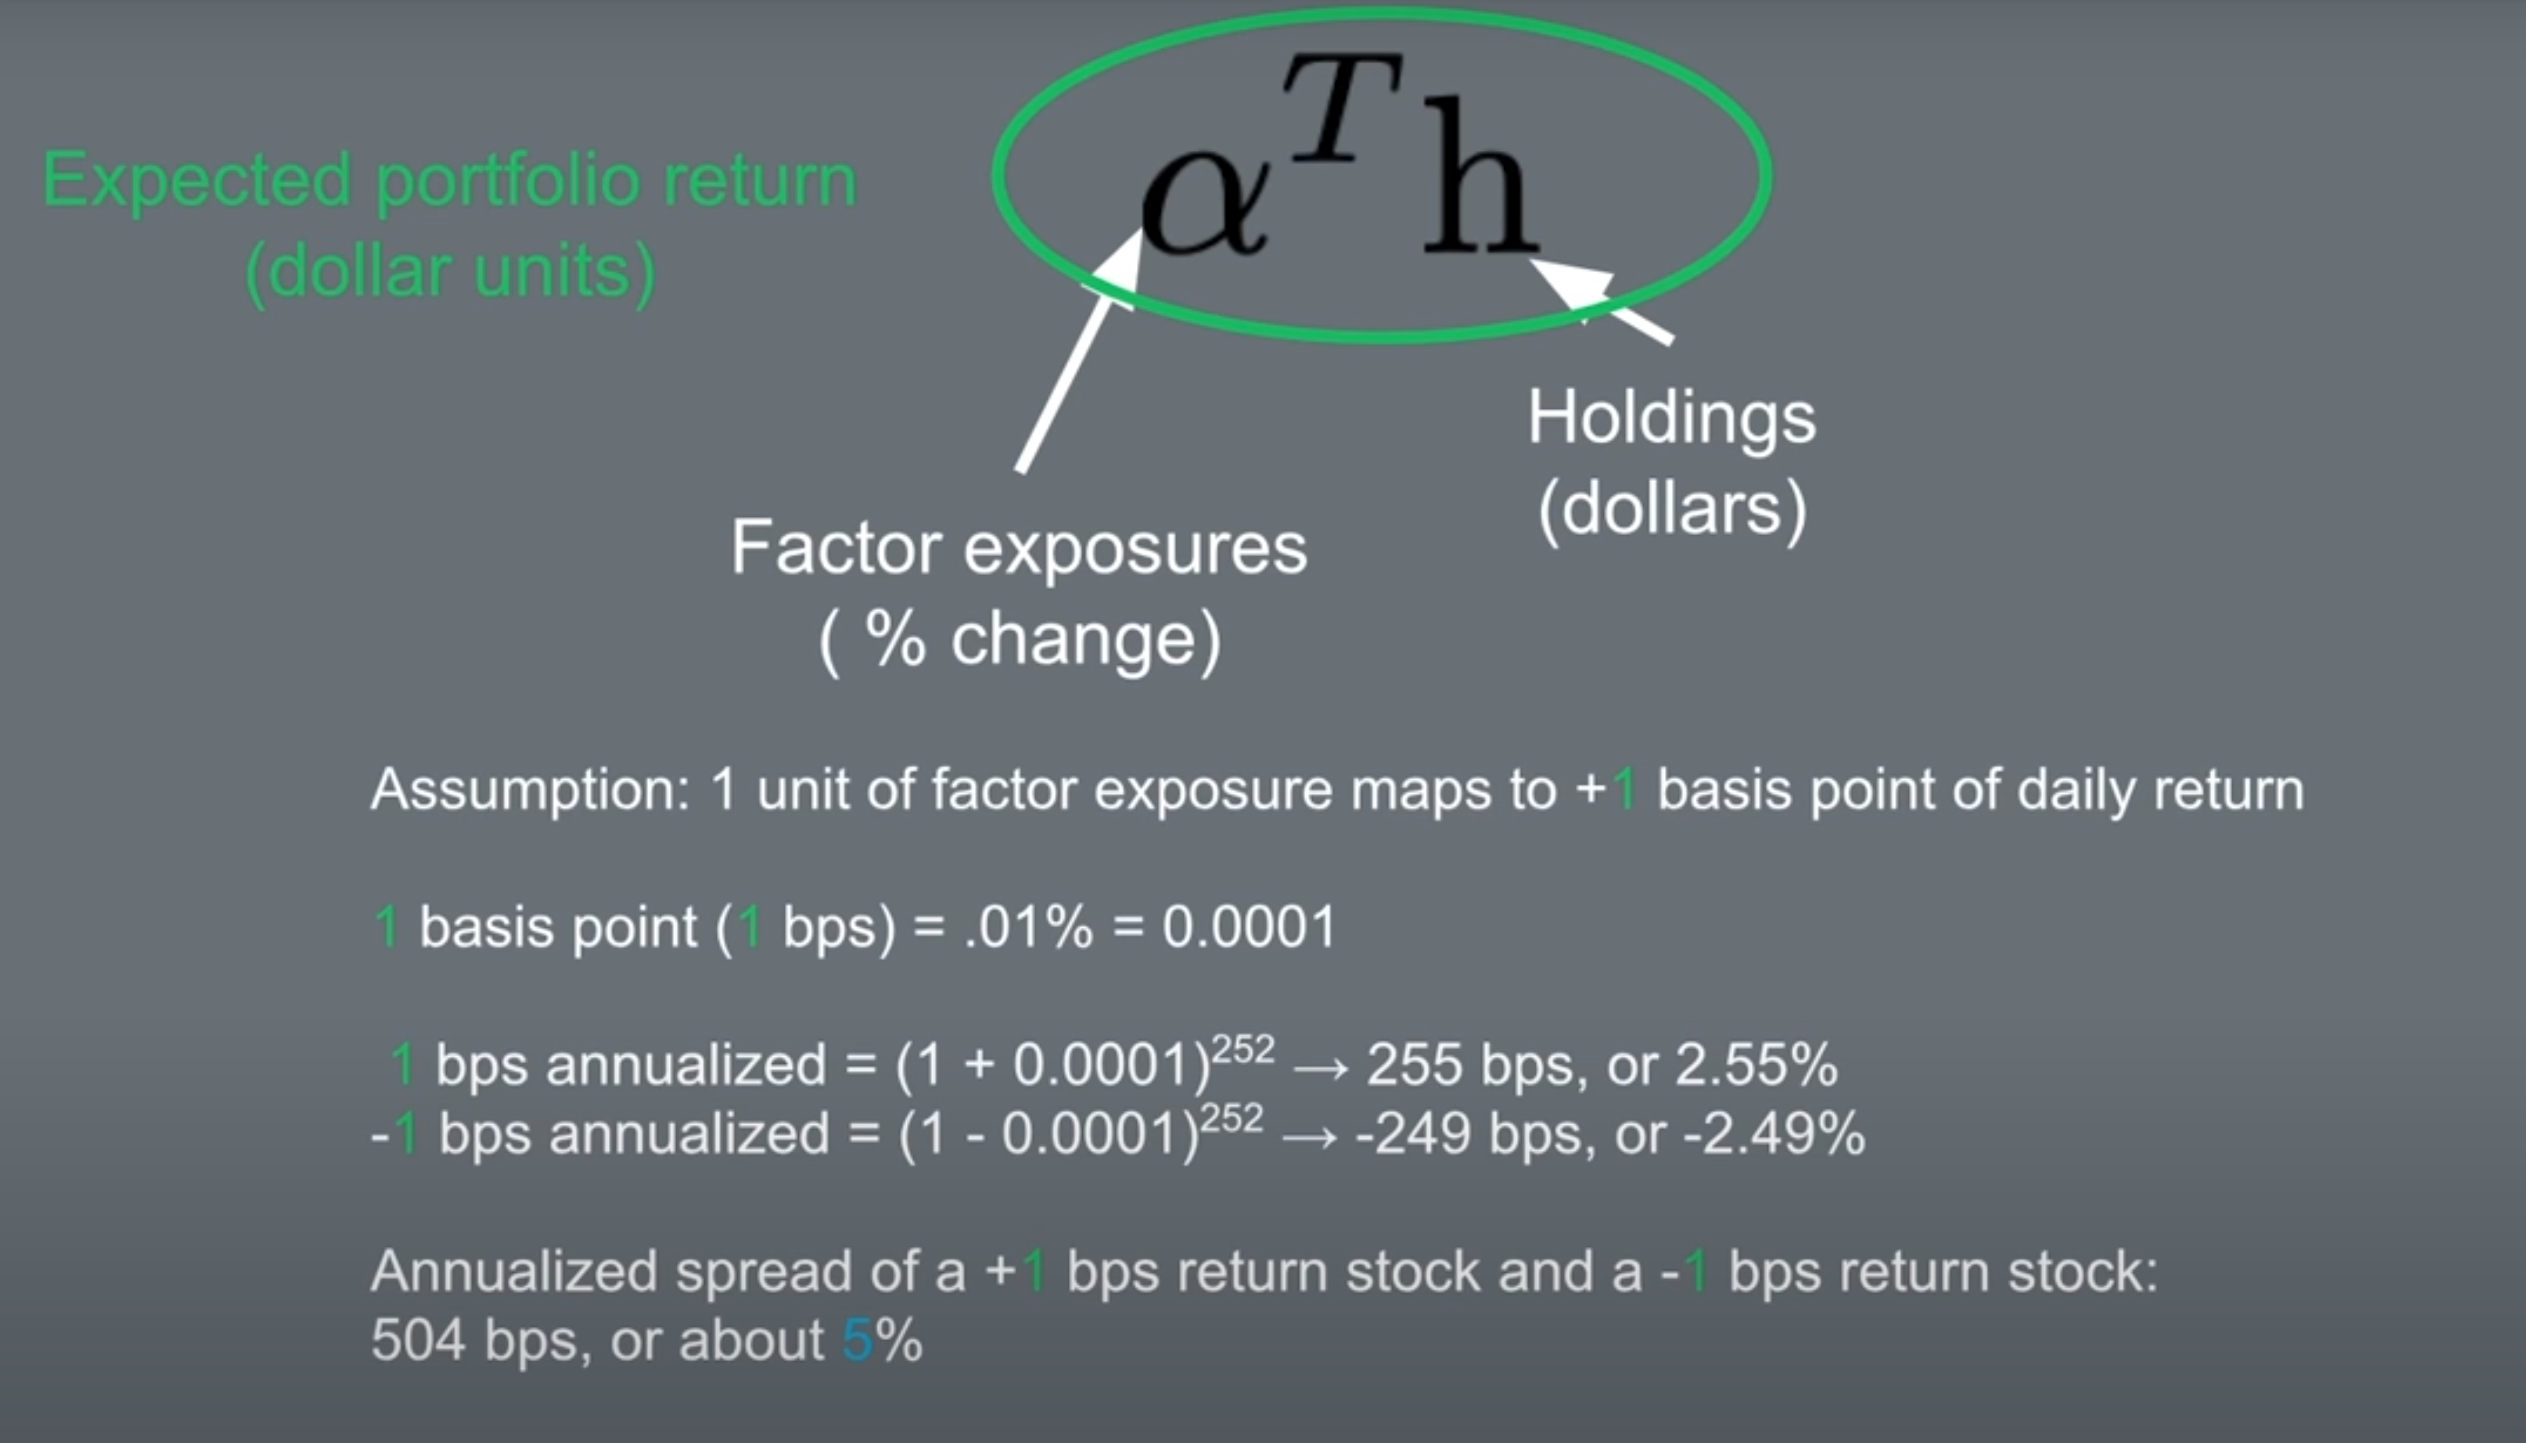 Expected portfolio return
(dollar units)
αᵀh
Holdings
(dollars)
Factor exposures
( % change)
Assumption: 1 unit of factor exposure maps to +1 basis point of daily return
1 basis point (1 bps) = .01% = 0.0001
1 bps annualized = (1 + 0.0001)²⁵² → 255 bps, or 2.55%
-1 bps annualized = (1 - 0.0001)²⁵² → -249 bps, or -2.49%
Annualized spread of a +1 bps return stock and a -1 bps return stock:
504 bps, or about 5%